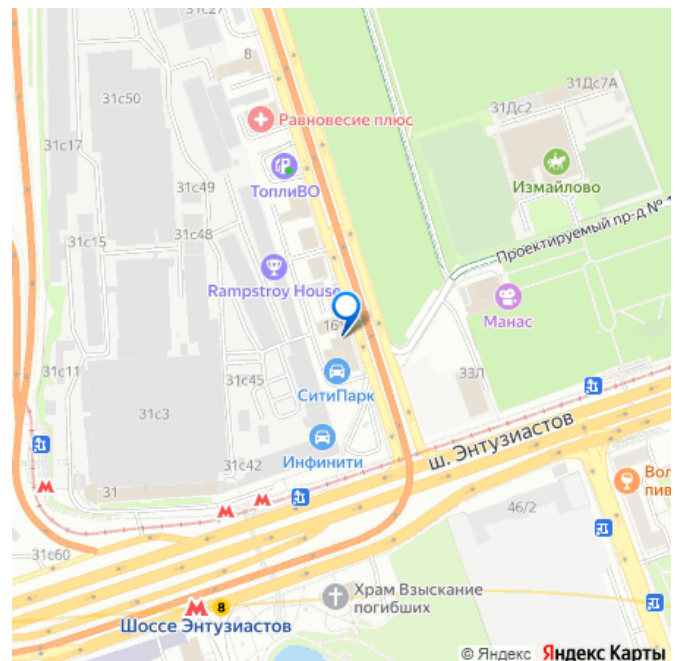 31с27
8
31с50
31Дс7А
31Дс2
Равновесие плюс
31с17
ТоплиВО
31с49
Измайлово
31с48
Проектируемый пр-д №
31с15
Rampstroy House
Манас
16
31с11
33Л
СитиПарк
31с45
31с3
Инфинити
ш. Энтузиастов
31с42
31
46/2
Вол
пив
31с60
8
Шоссе Энтузиастов
Храм Взыскание
погибших
© Яндекс Яндекс Карты